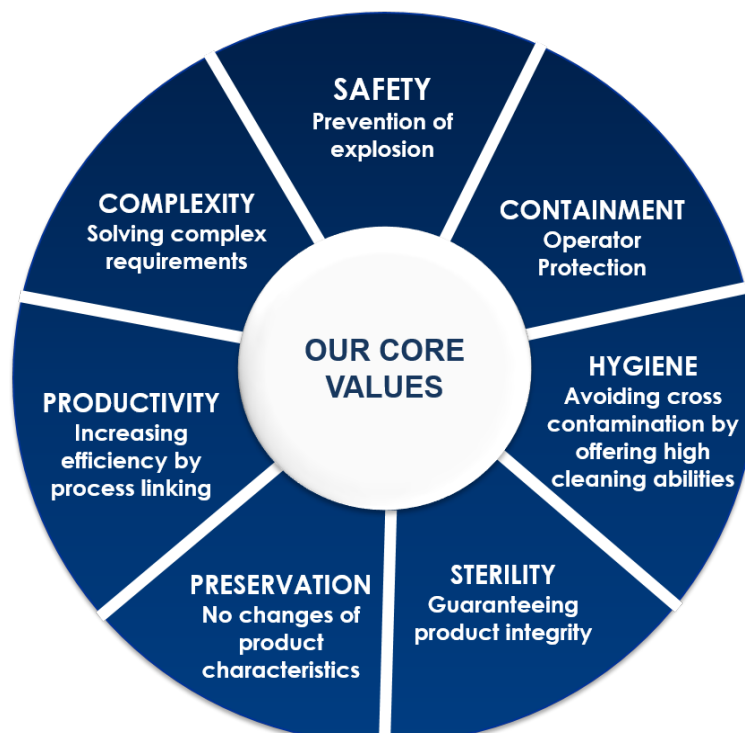 SAFETY
Prevention of
explosion
CONTAINMENT
Operator
Protection
HYGIENE
Avoiding cross
contamination by
offering high
cleaning abilities
STERILITY
Guaranteeing
product integrity
PRESERVATION
No changes of
product
characteristics
PRODUCTIVITY
Increasing
efficiency by
process linking
COMPLEXITY
Solving complex
requirements
OUR CORE
VALUES